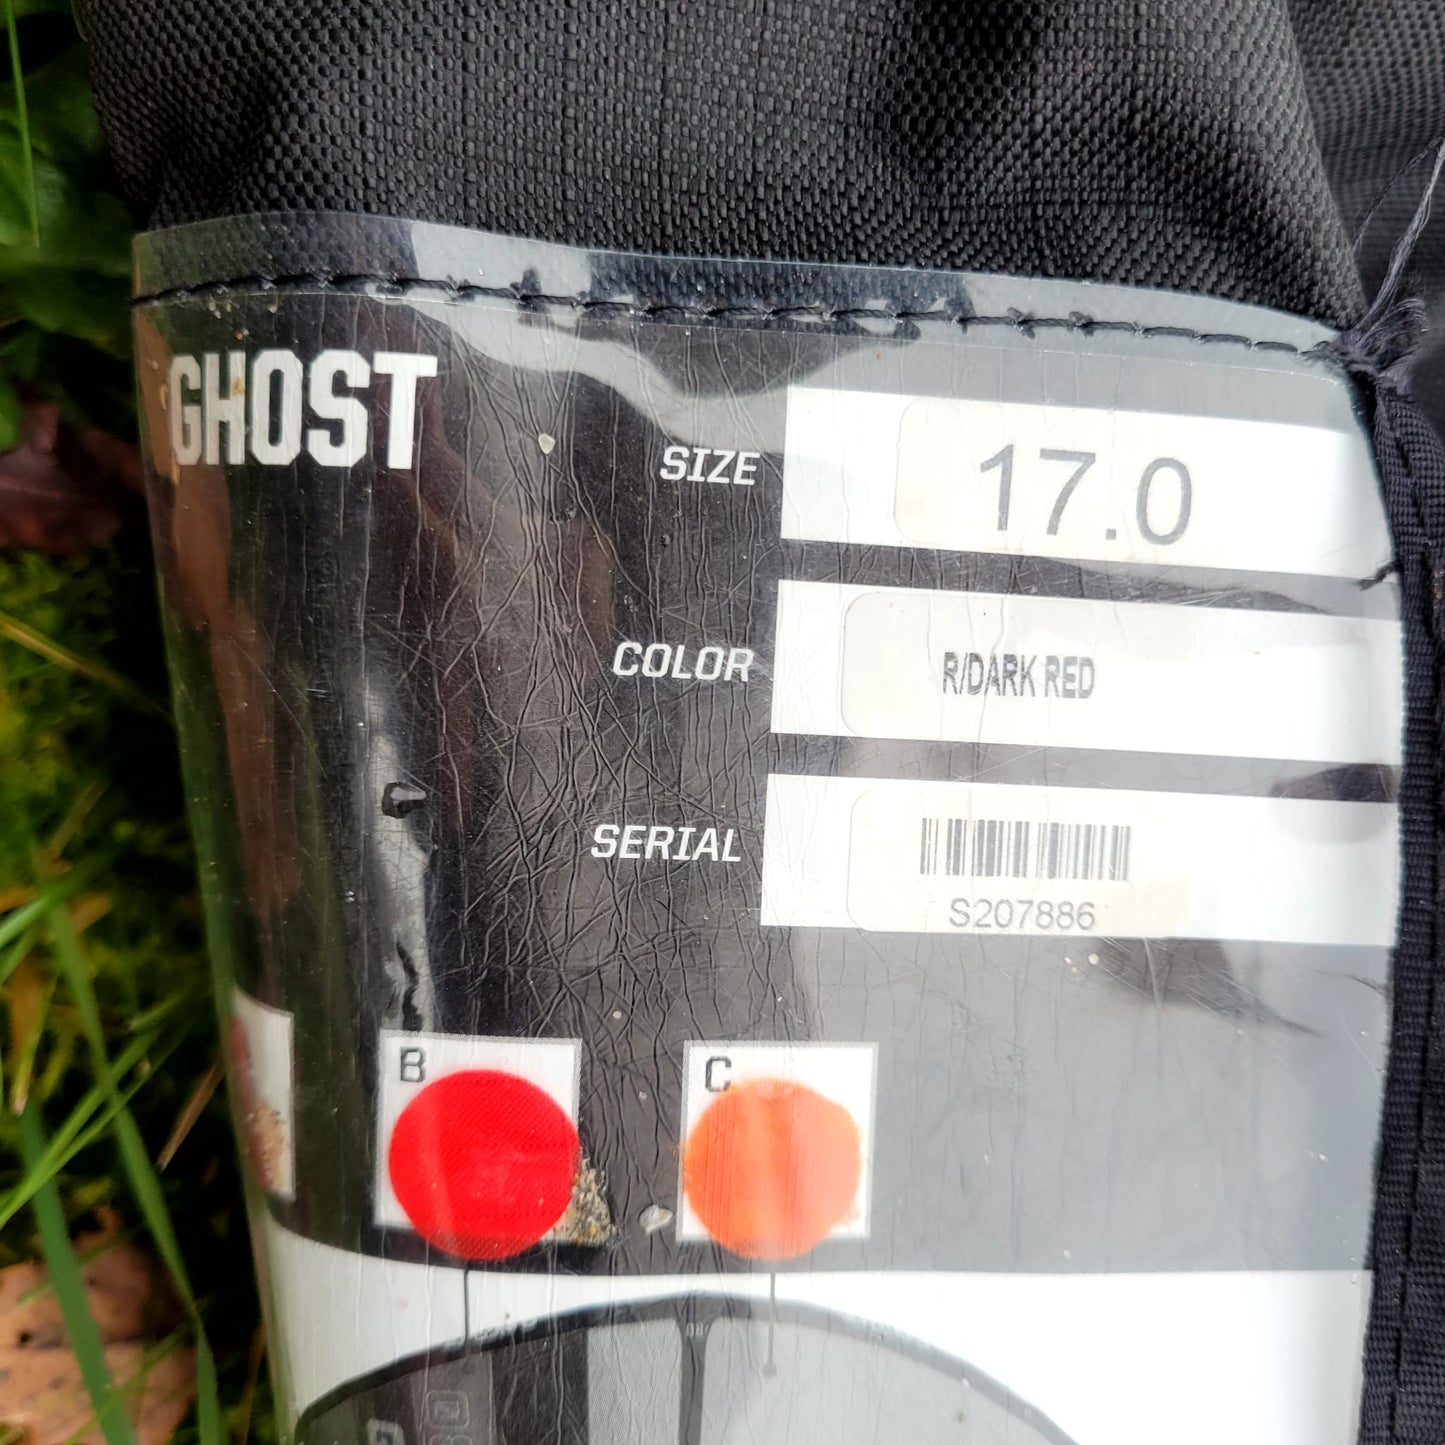 GHOST
SIZE 17.0
COLOR R/DARK RED
SERIAL
S207886
B C